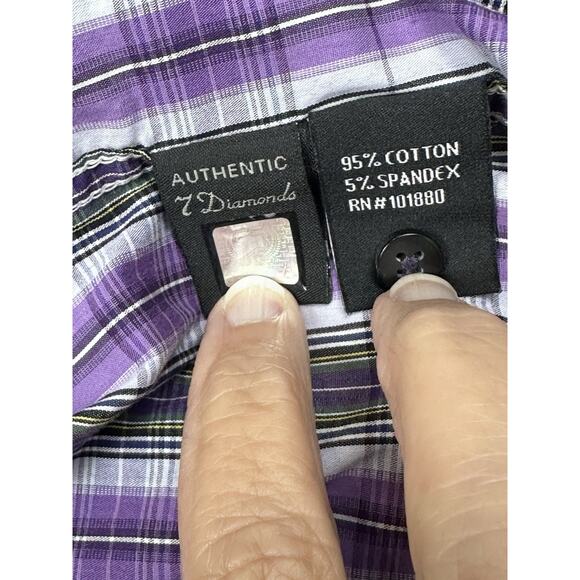 AUTHENTIC
7 Diamonds
95% COTTON
5% SPANDEX
RN#101880